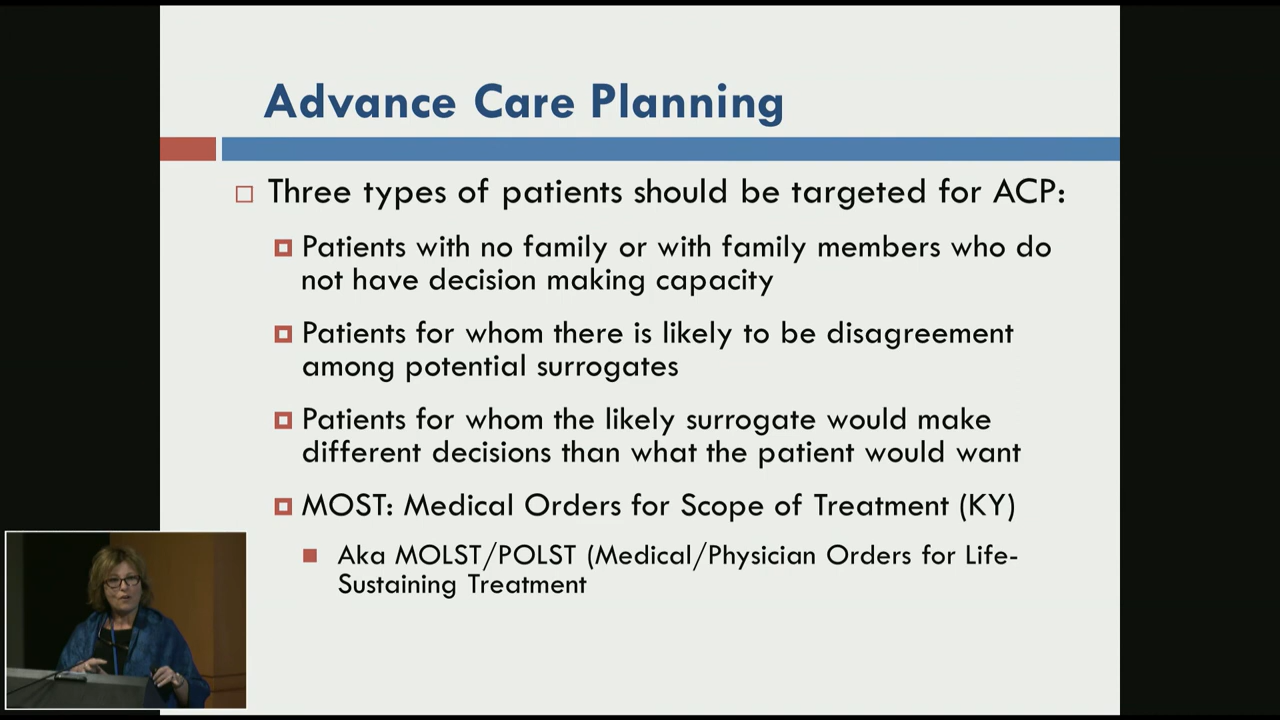 Advance Care Planning
Three types of patients should be targeted for ACP:
Patients with no family or with family members who do
not have decision making capacity
Patients for whom there is likely to be disagreement
among potential surrogates
Patients for whom the likely surrogate would make
different decisions than what the patient would want
MOST: Medical Orders for Scope of Treatment (KY)
Aka MOLST/POLST (Medical/Physician Orders for Life-
Sustaining Treatment